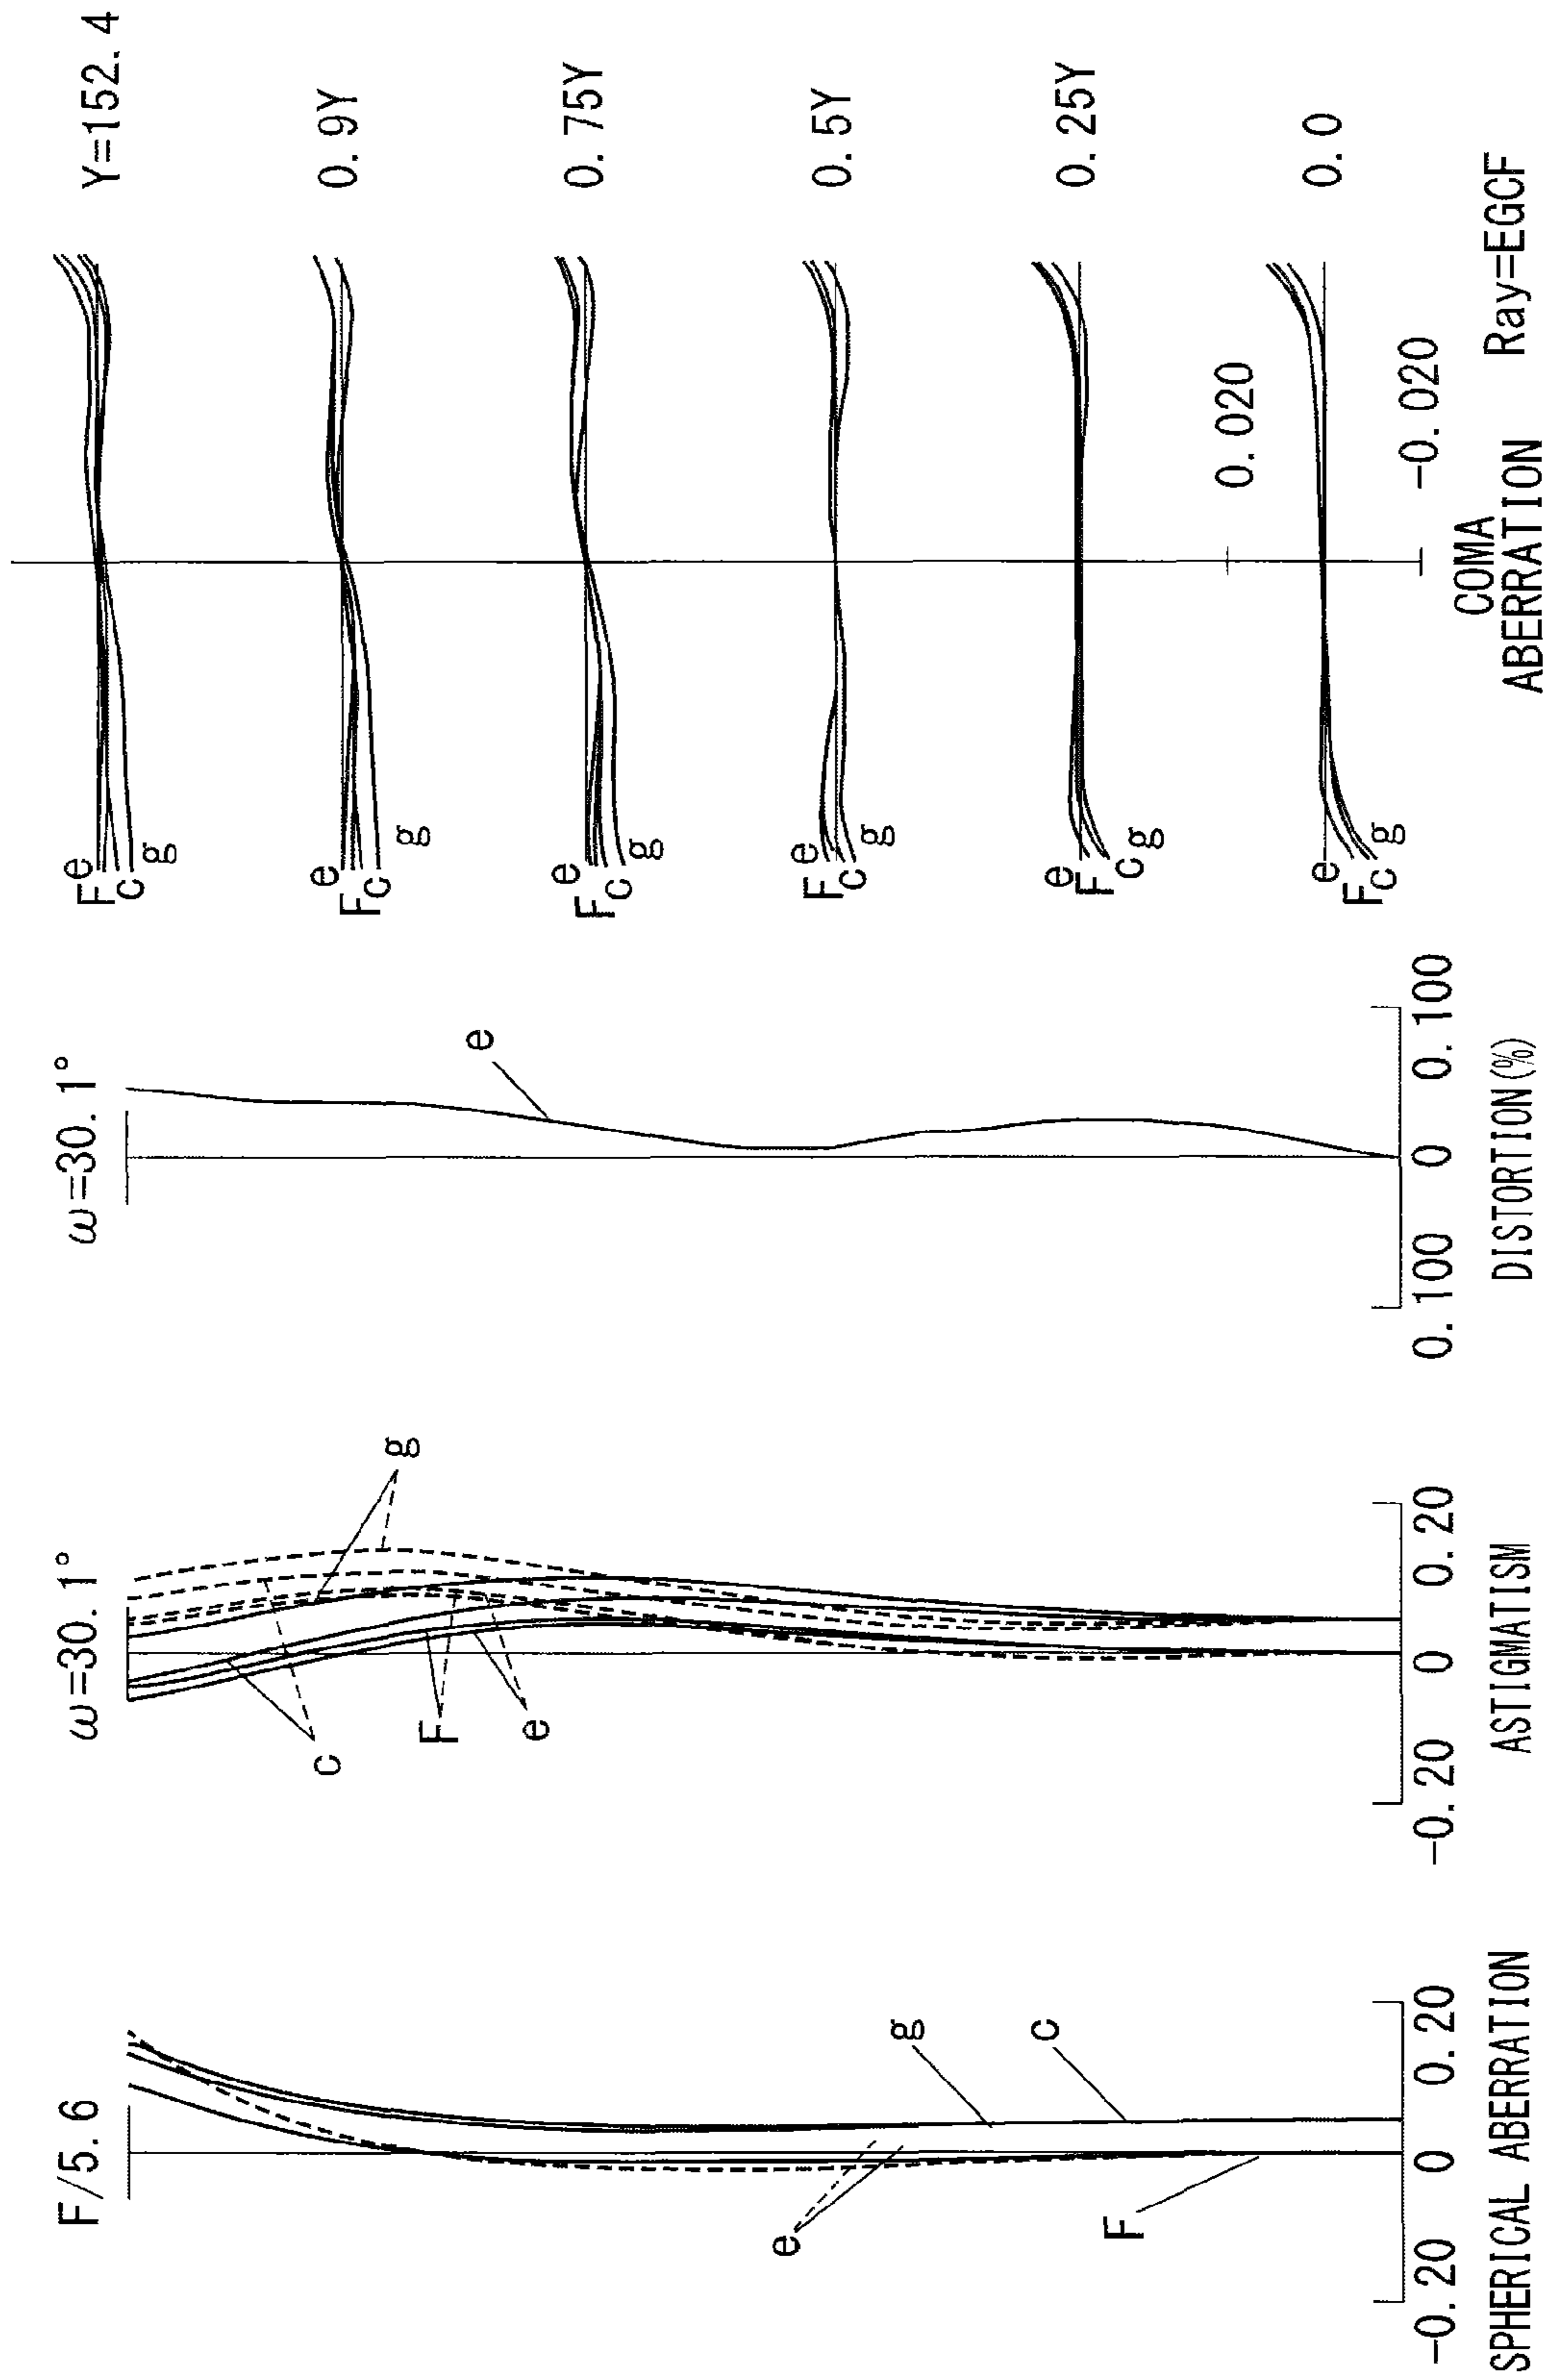 F/5.6
g
c
e
F
-0.20 0 0.20
SPHERICAL ABERRATION
ω=30.1°
g
c
F
e
-0.20 0 0.20
ASTIGMATISM
ω=30.1°
e
0.100 0 0.100
DISTORTION(%)
Y=152.4
e
F
c
g
0.9Y
e
F
c
g
0.75Y
e
F
c
g
0.5Y
e
F
c
g
0.25Y
e
F
c
g
0.0
e
F
c
g
0.020
-0.020
COMA
ABERRATION
Ray=EGCF